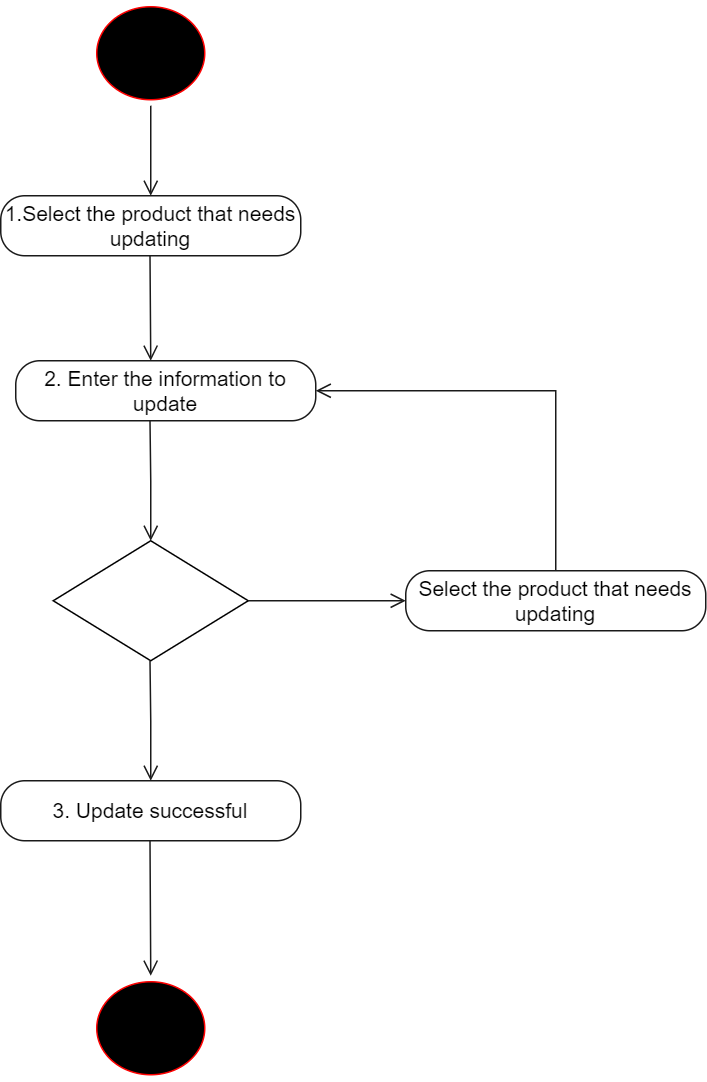 1.Select the product that needs
updating
2. Enter the information to
update
Select the product that needs
updating
3. Update successful